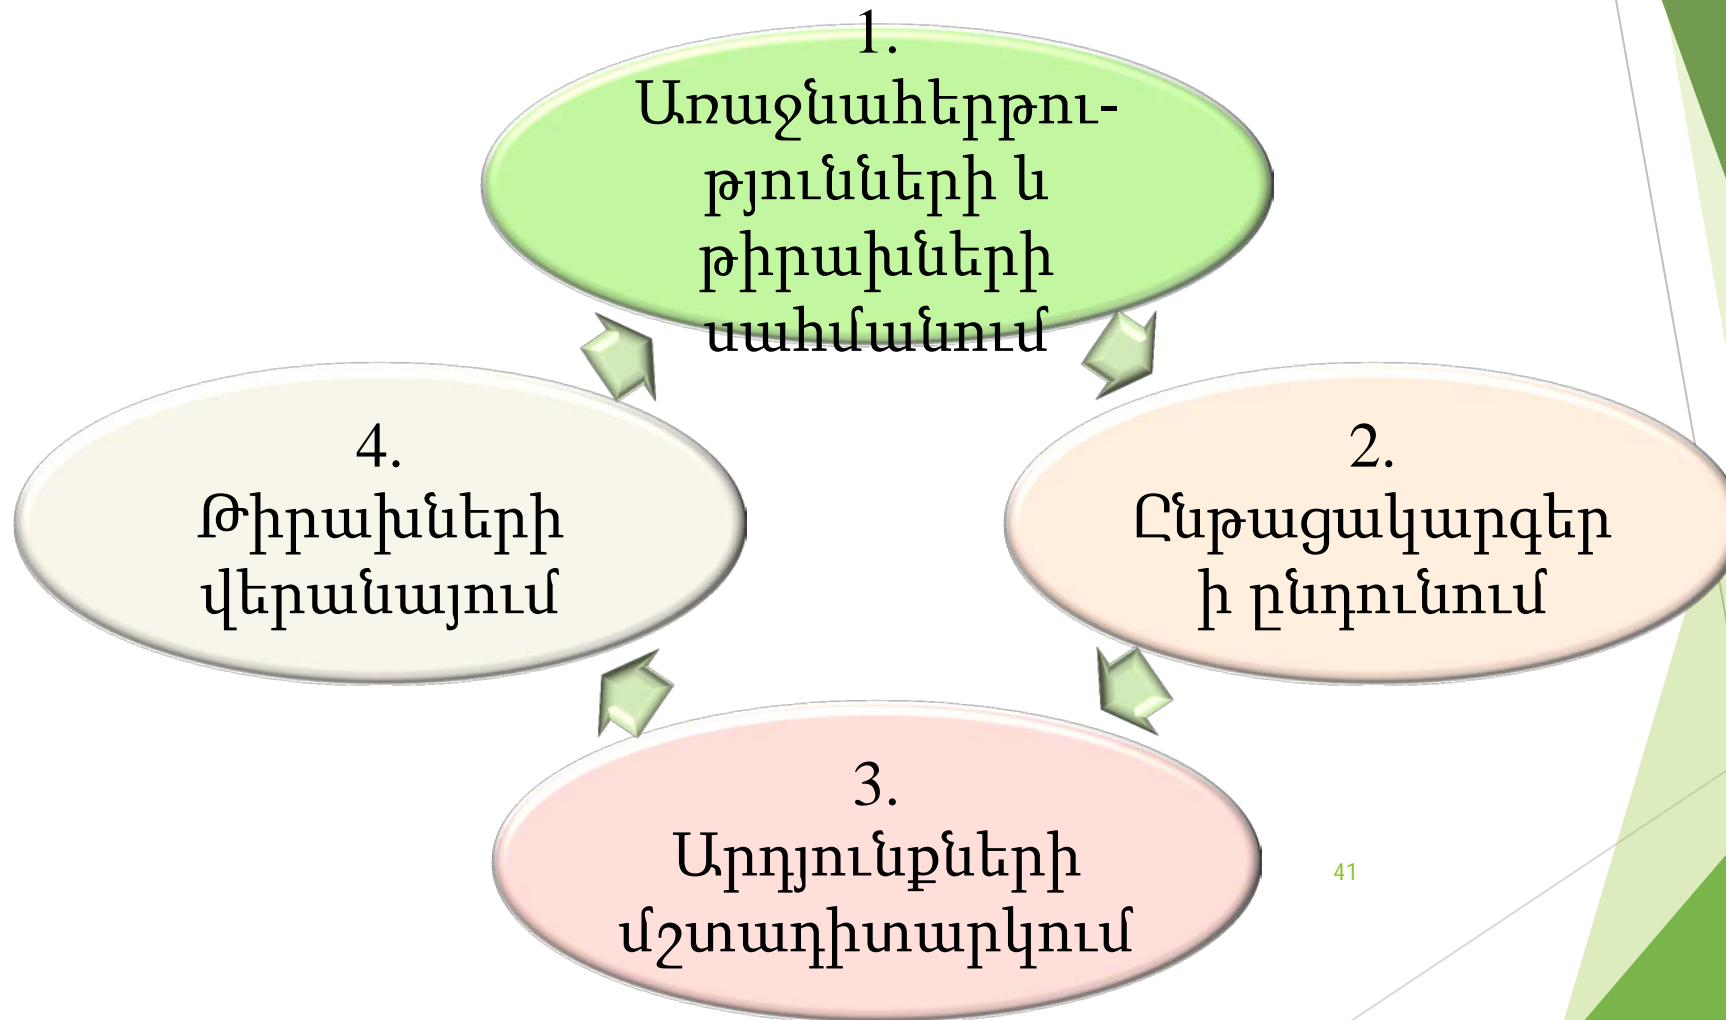 1.
Առաջնահերթու-
թյունների և
թիրախների
սահմանում
2.
Ընթացակարգեր
ի ընդունում
3.
Արդյունքների
մշտադիտարկում
4.
Թիրախների
վերանայում
41